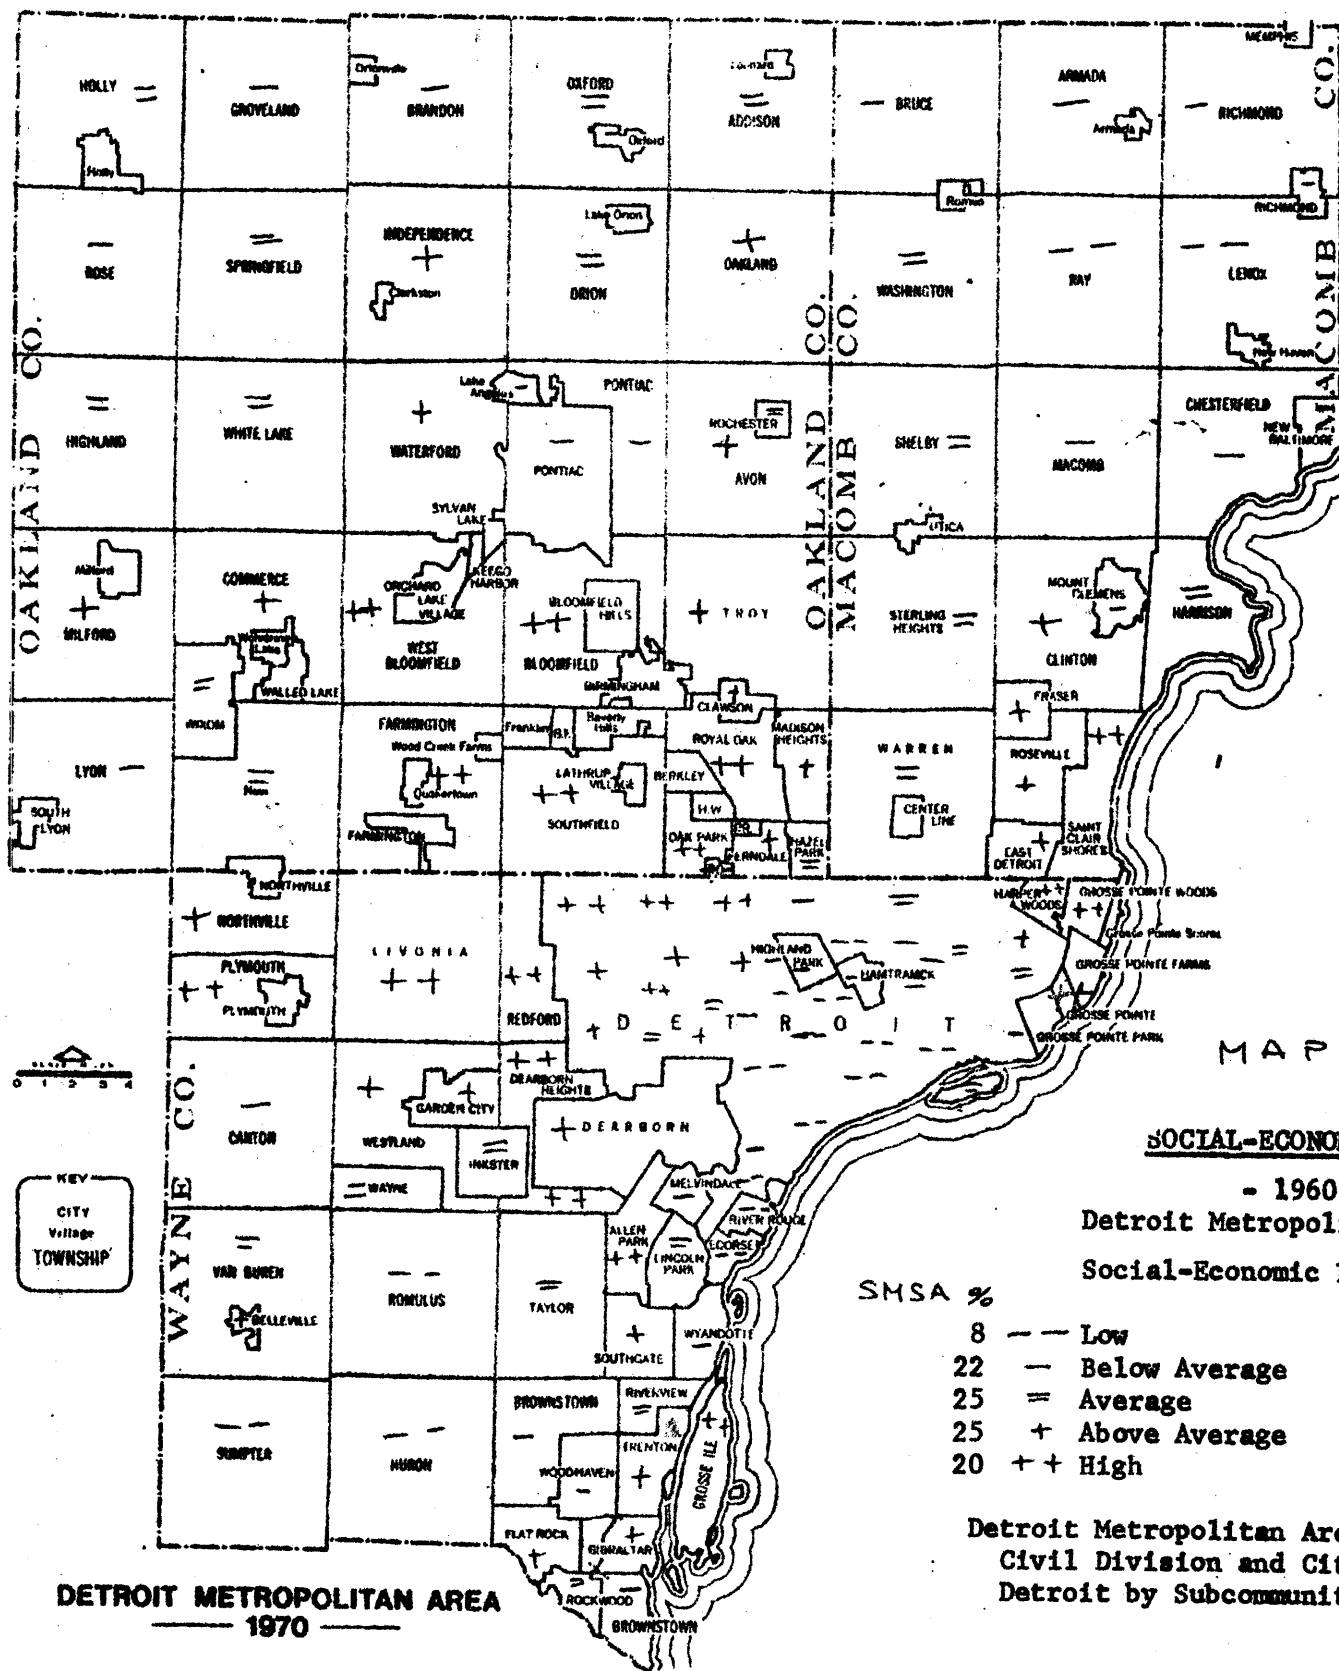 MEMPHIS
HOLLY =
— GROVELAND
Ortonville
— BRANDON
OXFORD =
= ADDISON
— BRUCE
ARMADA — —
— RICHMOND
CO.
Holly
Oxford
Armada
— ROSE
= SPRINGFIELD
INDEPENDENCE +
Clarkston
Lake Orion
= ORION
+ OAKLAND
Romeo
= WASHINGTON
— — RAY
—
RICHMOND
— — LENOX
New Haven
MACOMB
OAKLAND CO.
OAKLAND CO.
MACOMB CO.
= HIGHLAND
= WHITE LAKE
+ WATERFORD
Lake Angelus
PONTIAC
—
— PONTIAC
ROCHESTER =
+ AVON
SHELBY =
— MACOMB
CHESTERFIELD —
NEW BALTIMORE
SYLVAN LAKE
UTICA
Milford
+ MILFORD
COMMERCE +
Wolverine Lake
WALLED LAKE
= WIXOM
ORCHARD LAKE VILLAGE
KEEGO HARBOR
+ + WEST BLOOMFIELD
BLOOMFIELD HILLS
+ + BLOOMFIELD
BIRMINGHAM
+ TROY
STERLING HEIGHTS =
MOUNT CLEMENS —
+ CLINTON
= HARRISON
+ CLAWSON
FRASER +
LYON —
SOUTH LYON
= Novi
FARMINGTON
Wood Creek Farms
+ +
Quakertown
FARMINGTON
Franklin
B.F.
Beverly Hills
LATHRUP VILLAGE
+ + SOUTHFIELD
ROYAL OAK + +
BERKLEY
H.W.
OAK PARK + +
MADISON HEIGHTS +
FERNDALE +
HAZEL PARK =
WARREN =
CENTER LINE
ROSEVILLE +
+ +
EAST DETROIT +
SAINT CLAIR SHORES
NORTHVILLE
+ NORTHVILLE
LIVONIA + +
HARPER WOODS + +
GROSSE POINTE WOODS + +
Grosse Pointe Shores
GROSSE POINTE FARMS
GROSSE POINTE
GROSSE POINTE PARK
HIGHLAND PARK
HAMTRAMCK
PLYMOUTH + +
PLYMOUTH
+ + REDFORD
DETROIT
0 1 2 3 4
WAYNE CO.
— CANTON
+ + DEARBORN HEIGHTS
+ GARDEN CITY
+ WESTLAND
= INKSTER
= WAYNE
+ DEARBORN
MELVINDALE —
RIVER ROUGE
ECORSE
ALLEN PARK + +
= LINCOLN PARK
MAP
SOCIAL-ECONO
- 1960
Detroit Metropoli
Social-Economic
KEY
CITY
Village
TOWNSHIP
= VAN BUREN
+ BELLEVILLE
— — ROMULUS
= TAYLOR
+ SOUTHGATE
WYANDOTTE —
SMSA %
8 — — Low
22 — Below Average
25 = Average
25 + Above Average
20 + + High
— — SUMPTER
— HURON
BROWNSTOWN —
RIVERVIEW =
TRENTON +
WOODHAVEN —
GROSSE ILE + +
FLAT ROCK +
GIBRALTAR +
ROCKWOOD =
BROWNSTOWN
Detroit Metropolitan Are
Civil Division and Cit
Detroit by Subcommunit
DETROIT METROPOLITAN AREA
1970